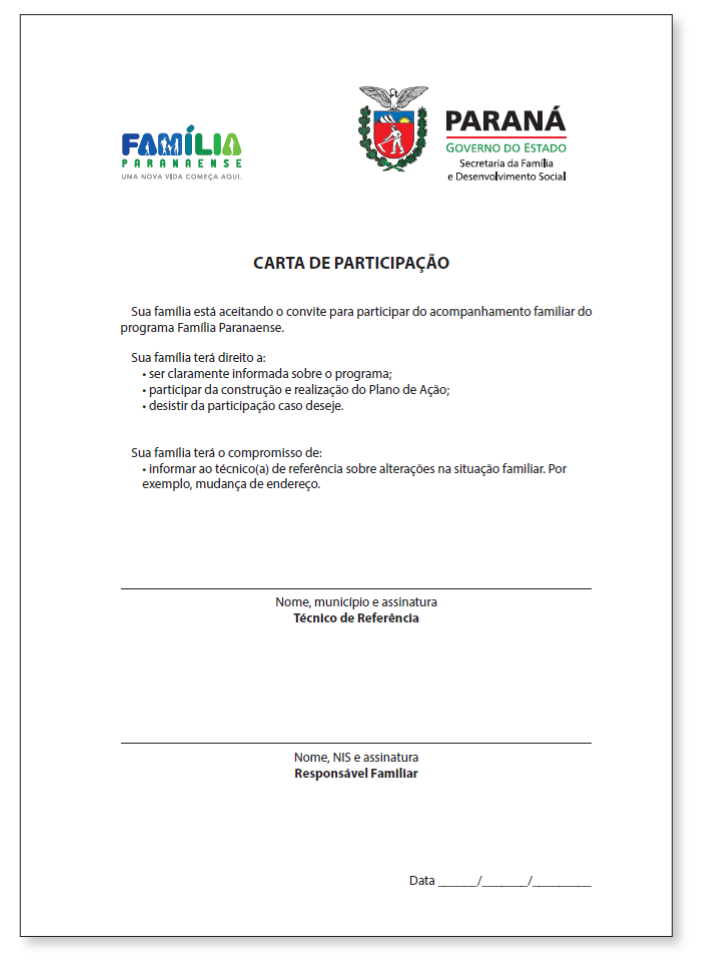 FAMÍLIA
PARANAENSE
UMA NOVA VIDA COMEÇA AQUI.
PARANÁ
GOVERNO DO ESTADO
Secretaria da Família
e Desenvolvimento Social
CARTA DE PARTICIPAÇÃO
Sua família está aceitando o convite para participar do acompanhamento familiar do
programa Família Paranaense.
Sua família terá direito a:
• ser claramente informada sobre o programa;
• participar da construção e realização do Plano de Ação;
• desistir da participação caso deseje.
Sua família terá o compromisso de:
• informar ao técnico(a) de referência sobre alterações na situação familiar. Por
exemplo, mudança de endereço.
Nome, município e assinatura
Técnico de Referência
Nome, NIS e assinatura
Responsável Familiar
Data ______/_______/_________